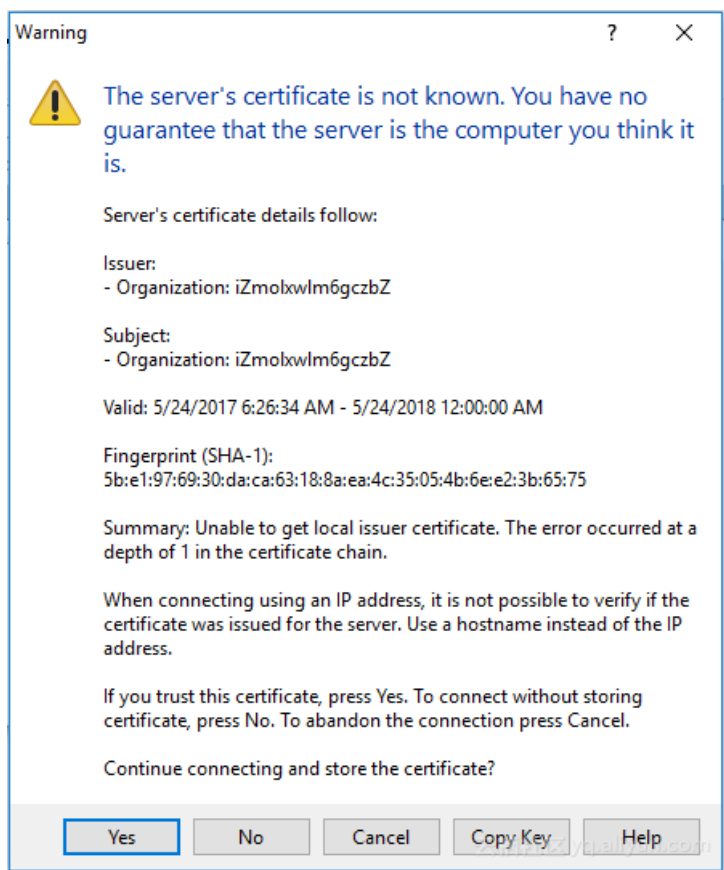 Warning
The server's certificate is not known. You have no
guarantee that the server is the computer you think it
is.
Server's certificate details follow:
Issuer:
- Organization: iZmolxwlm6gczbZ
Subject:
- Organization: iZmolxwlm6gczbZ
Valid: 5/24/2017 6:26:34 AM - 5/24/2018 12:00:00 AM
Fingerprint (SHA-1):
5b:e1:97:69:30:da:ca:63:18:8a:ea:4c:35:05:4b:6e:e2:3b:65:75
Summary: Unable to get local issuer certificate. The error occurred at a
depth of 1 in the certificate chain.
When connecting using an IP address, it is not possible to verify if the
certificate was issued for the server. Use a hostname instead of the IP
address.
If you trust this certificate, press Yes. To connect without storing
certificate, press No. To abandon the connection press Cancel.
Continue connecting and store the certificate?
Yes No Cancel Copy Key Help